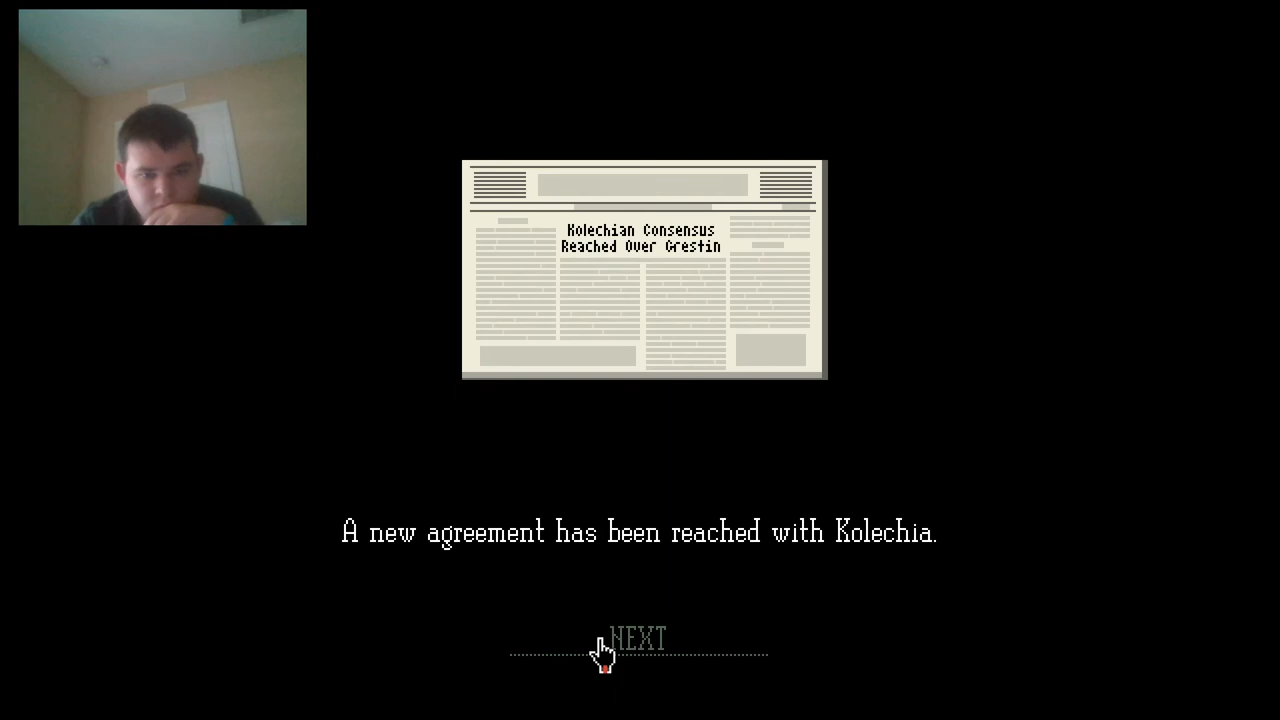 Kolechian Consensus
Reached Over Grestin
A new agreement has been reached with Kolechia.
NEXT